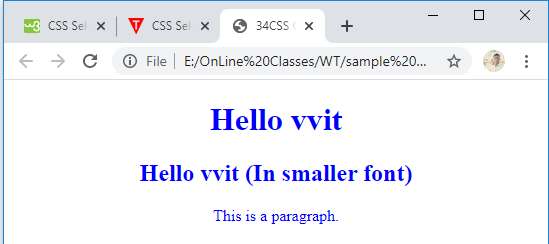 CSS Sel
CSS Sel
34CSS
File
E:/OnLine%20Classes/WT/sample%20...
Hello vvit
Hello vvit (In smaller font)
This is a paragraph.